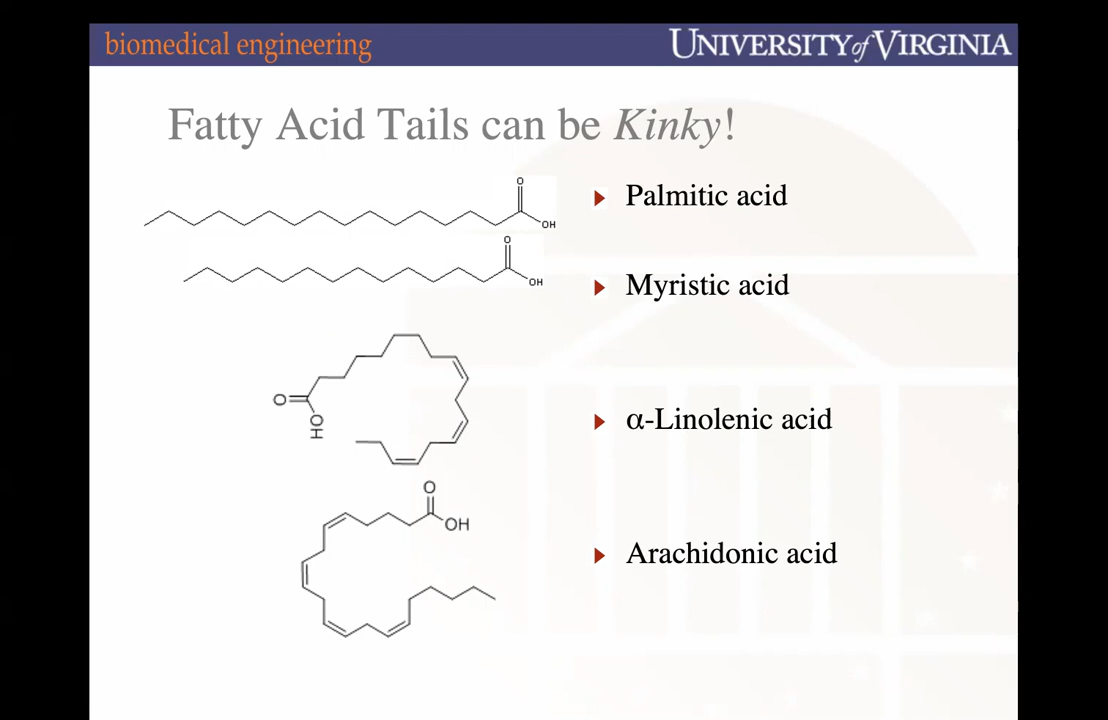 biomedical engineering
UNIVERSITY of VIRGINIA
Fatty Acid Tails can be Kinky!
O
OH
Palmitic acid
O
OH
Myristic acid
O
O
H
α-Linolenic acid
O
OH
Arachidonic acid